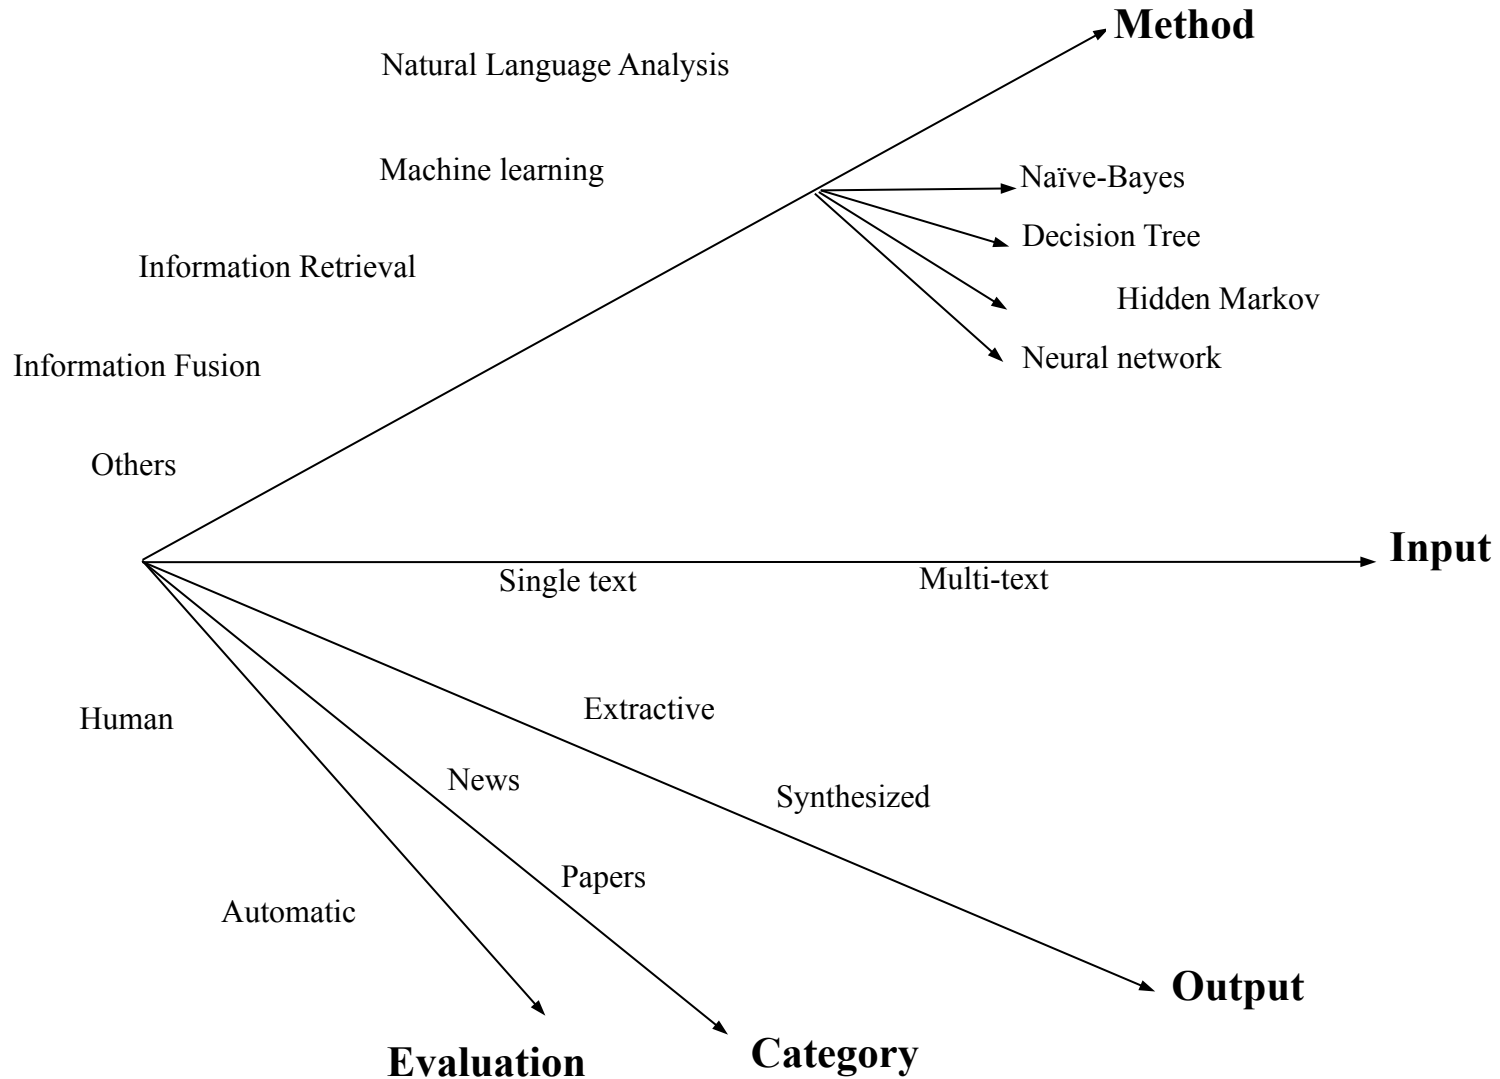 Method
Natural Language Analysis
Machine learning
Naïve-Bayes
Decision Tree
Information Retrieval
Hidden Markov
Neural network
Information Fusion
Others
Input
Single text
Multi-text
Extractive
Human
News
Synthesized
Papers
Automatic
Output
Category
Evaluation